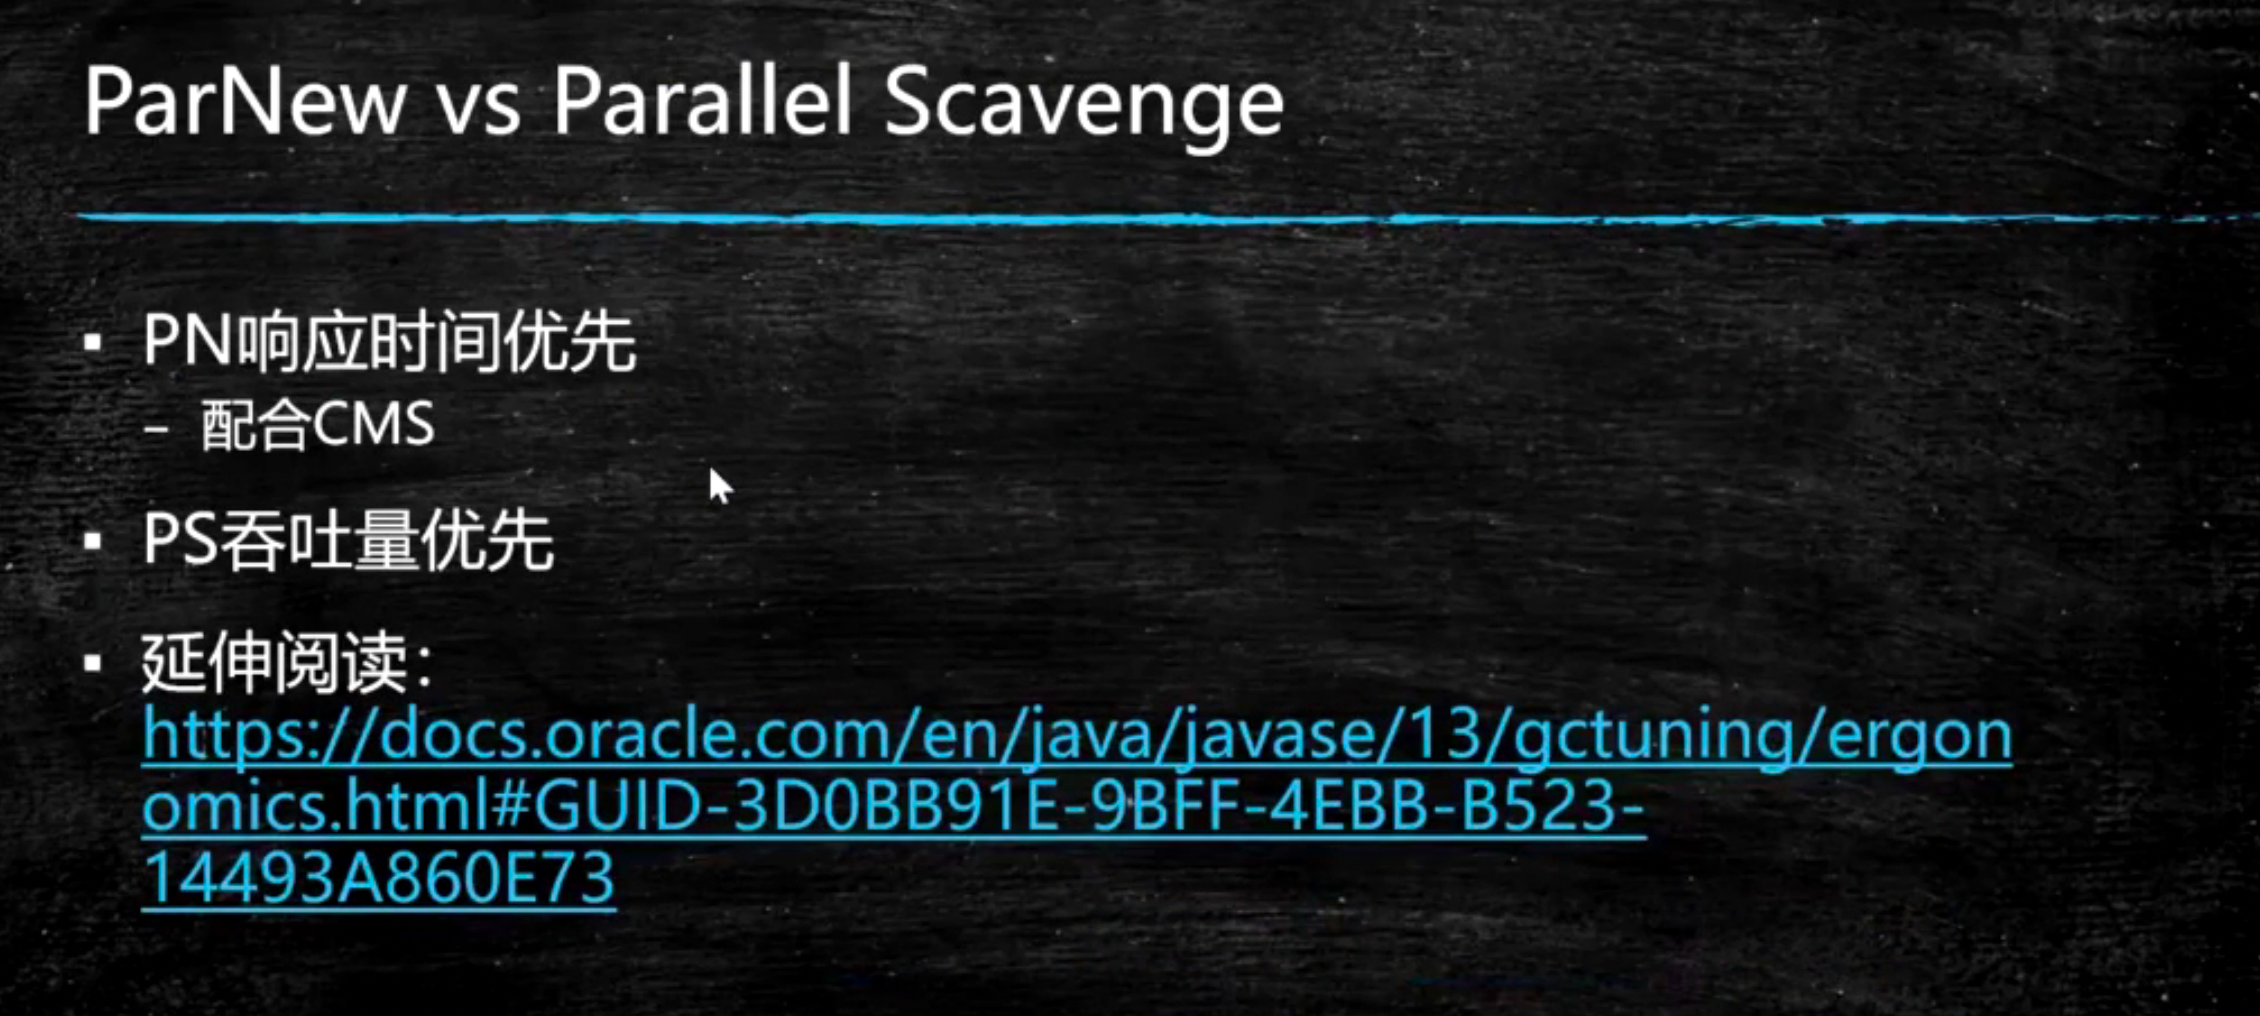 ParNew vs Parallel Scavenge
▪ PN响应时间优先
– 配合CMS
▪ PS吞吐量优先
▪ 延伸阅读：
https://docs.oracle.com/en/java/javase/13/gctuning/ergon
omics.html#GUID-3D0BB91E-9BFF-4EBB-B523-
14493A860E73